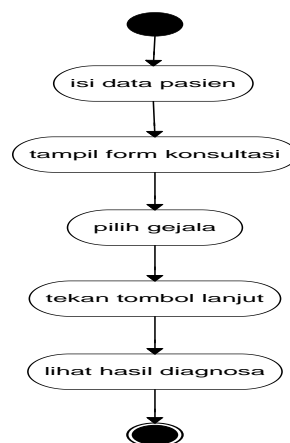 isi data pasien
tampil form konsultasi
pilih gejala
tekan tombol lanjut
lihat hasil diagnosa